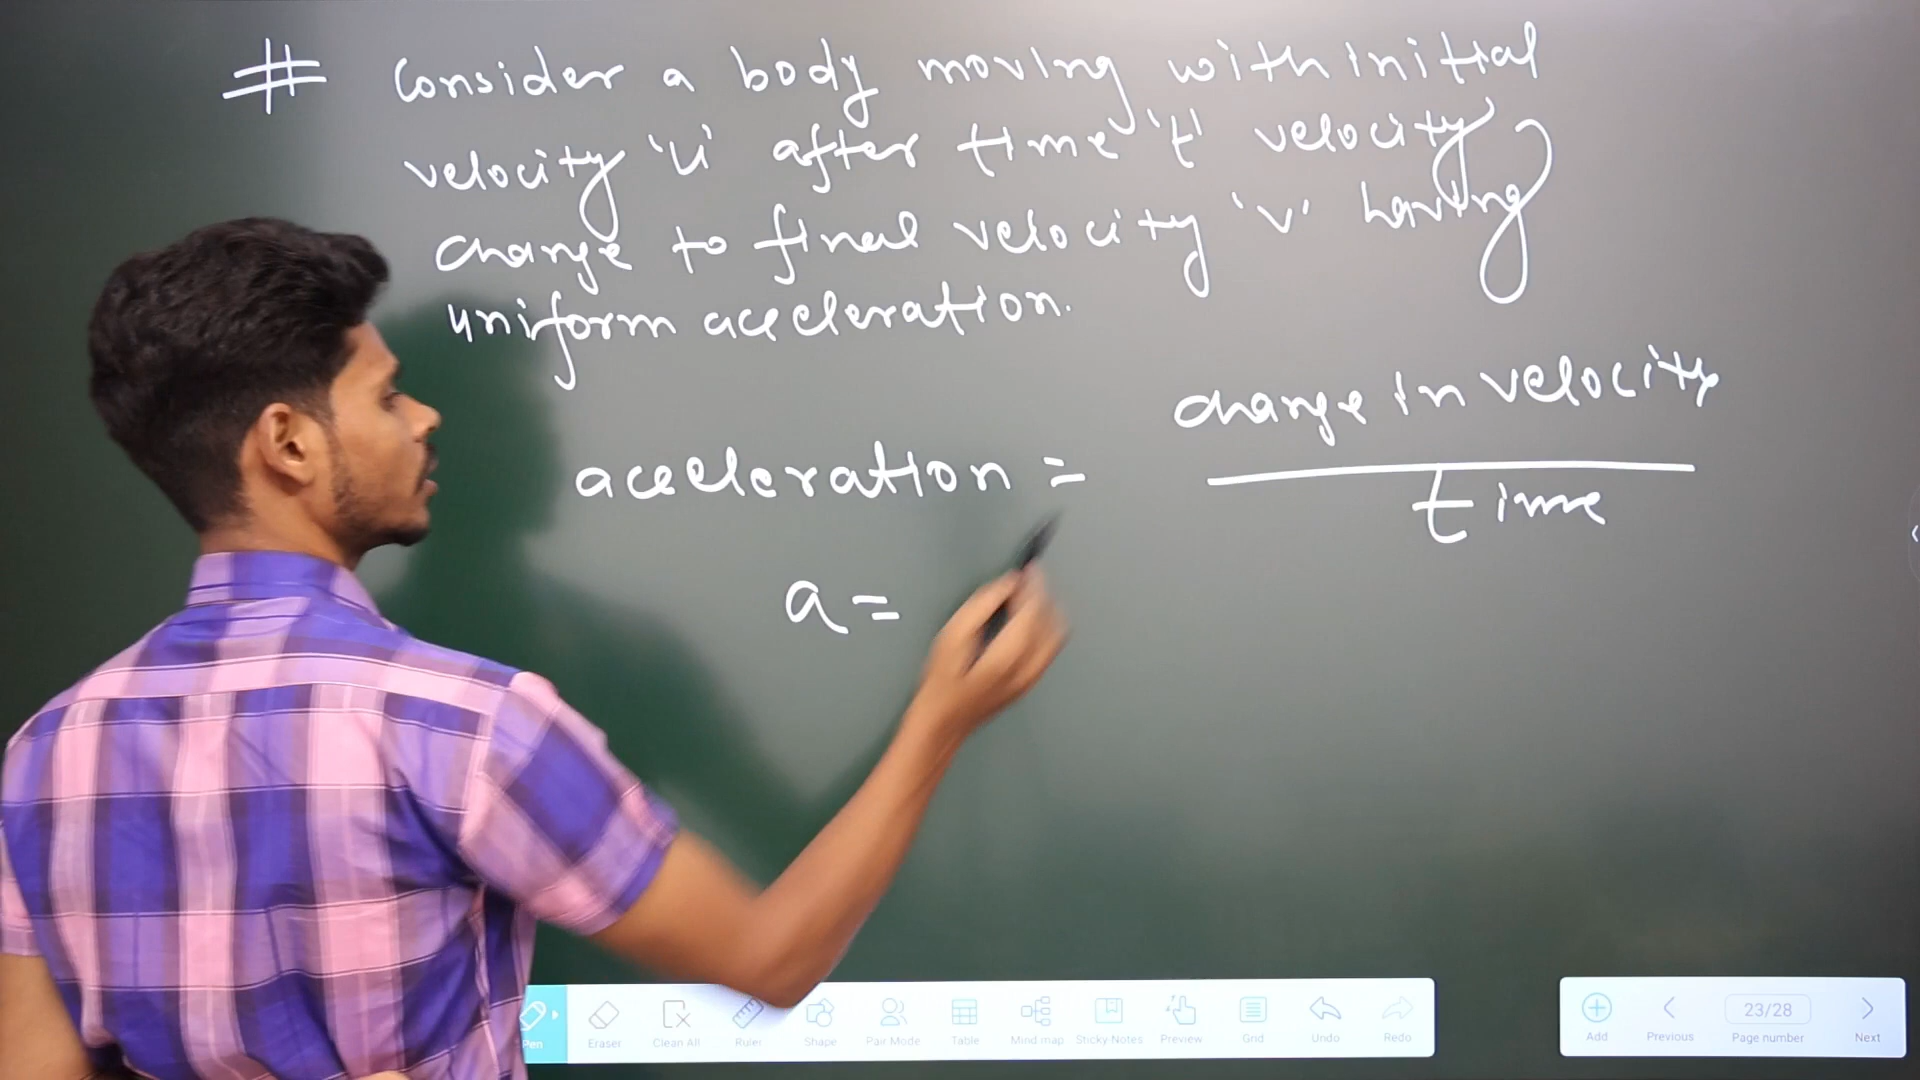 # Consider a body moving with initial
velocity 'u' after time 't' velocity
change to final velocity 'v' having
uniform acceleration.
change in velocity
acceleration =
time
a =
Pen
Eraser
Clean All
Ruler
Shape
Pair Mode
Table
Mind map
Sticky Notes
Preview
Grid
Undo
Redo
Add
Previous
23/28
Page number
Next